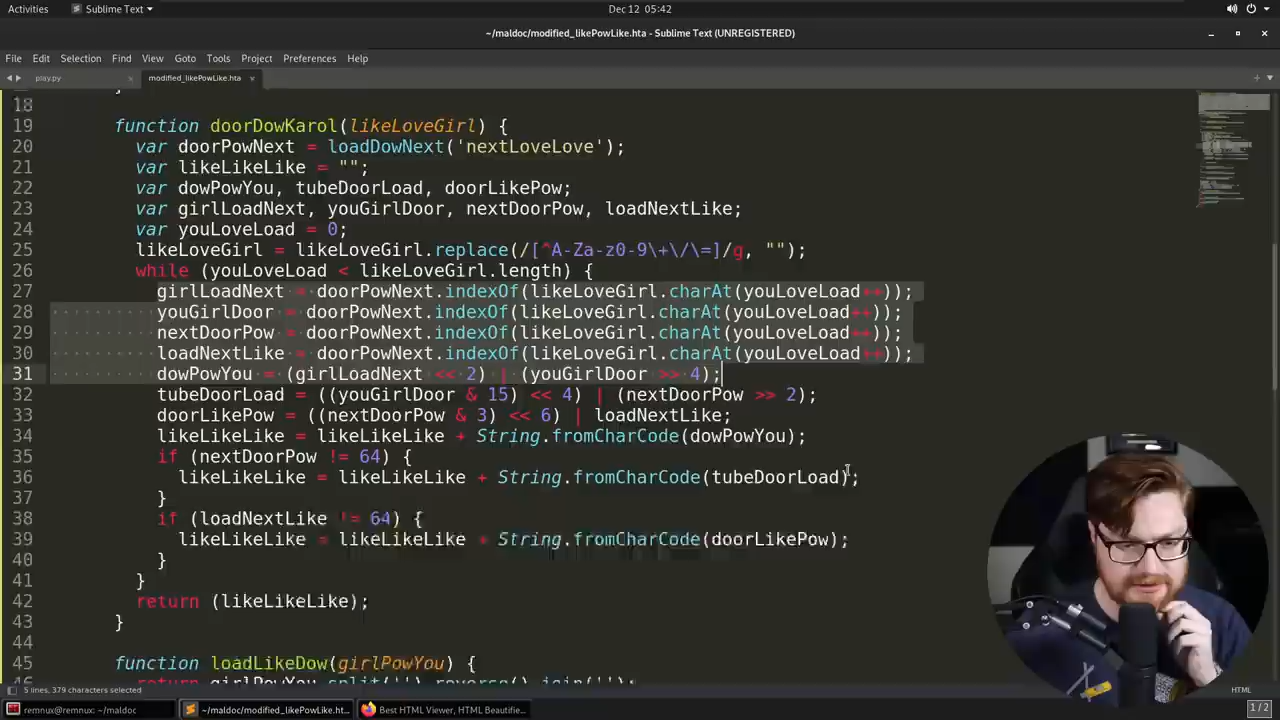 Activities
Sublime Text
Dec 12 05:42
~/maldoc/modified_likePowLike.hta - Sublime Text (UNREGISTERED)
File Edit Selection Find View Goto Tools Project Preferences Help
play.py
modified_likePowLike.hta
18
19 function doorDowKarol(likeLoveGirl) {
20 var doorPowNext = loadDowNext('nextLoveLove');
21 var likeLikeLike = "";
22 var dowPowYou, tubeDoorLoad, doorLikePow;
23 var girlLoadNext, youGirlDoor, nextDoorPow, loadNextLike;
24 var youLoveLoad = 0;
25 likeLoveGirl = likeLoveGirl.replace(/[^A-Za-z0-9\+\/\=]/g, "");
26 while (youLoveLoad < likeLoveGirl.length) {
27 girlLoadNext = doorPowNext.indexOf(likeLoveGirl.charAt(youLoveLoad++));
28 youGirlDoor = doorPowNext.indexOf(likeLoveGirl.charAt(youLoveLoad++));
29 nextDoorPow = doorPowNext.indexOf(likeLoveGirl.charAt(youLoveLoad++));
30 loadNextLike = doorPowNext.indexOf(likeLoveGirl.charAt(youLoveLoad++));
31 dowPowYou = (girlLoadNext << 2) | (youGirlDoor >> 4);
32 tubeDoorLoad = ((youGirlDoor & 15) << 4) | (nextDoorPow >> 2);
33 doorLikePow = ((nextDoorPow & 3) << 6) | loadNextLike;
34 likeLikeLike = likeLikeLike + String.fromCharCode(dowPowYou);
35 if (nextDoorPow != 64) {
36 likeLikeLike = likeLikeLike + String.fromCharCode(tubeDoorLoad);
37 }
38 if (loadNextLike != 64) {
39 likeLikeLike = likeLikeLike + String.fromCharCode(doorLikePow);
40 }
41 }
42 return (likeLikeLike);
43 }
44
45 function loadLikeDow(girlPowYou) {
46 return girlPowYou.split('').reverse().join('');
5 lines, 379 characters selected
HTML
remnux@remnux: ~/maldoc
~/maldoc/modified_likePowLike.ht...
Best HTML Viewer, HTML Beautifie...
1 / 2